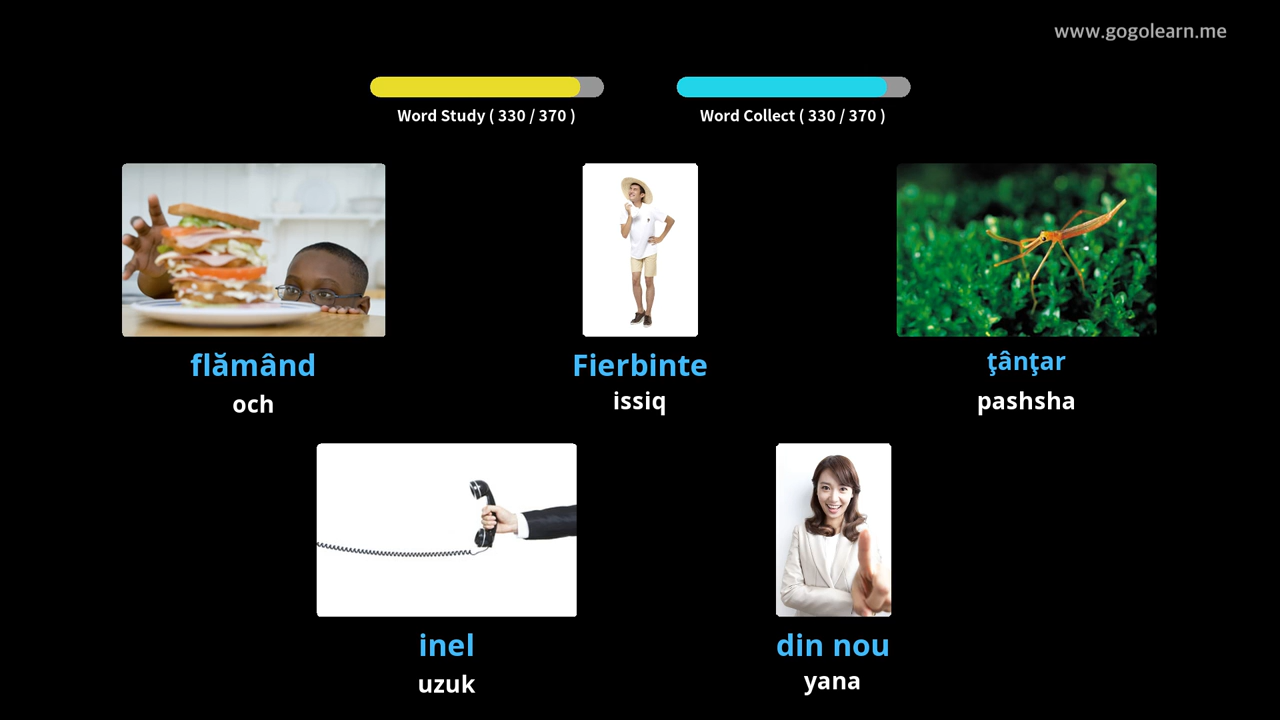 www.gogolearn.me
Word Study ( 330 / 370 )
Word Collect ( 330 / 370 )
flămând
och
Fierbinte
issiq
ţânţar
pashsha
inel
uzuk
din nou
yana